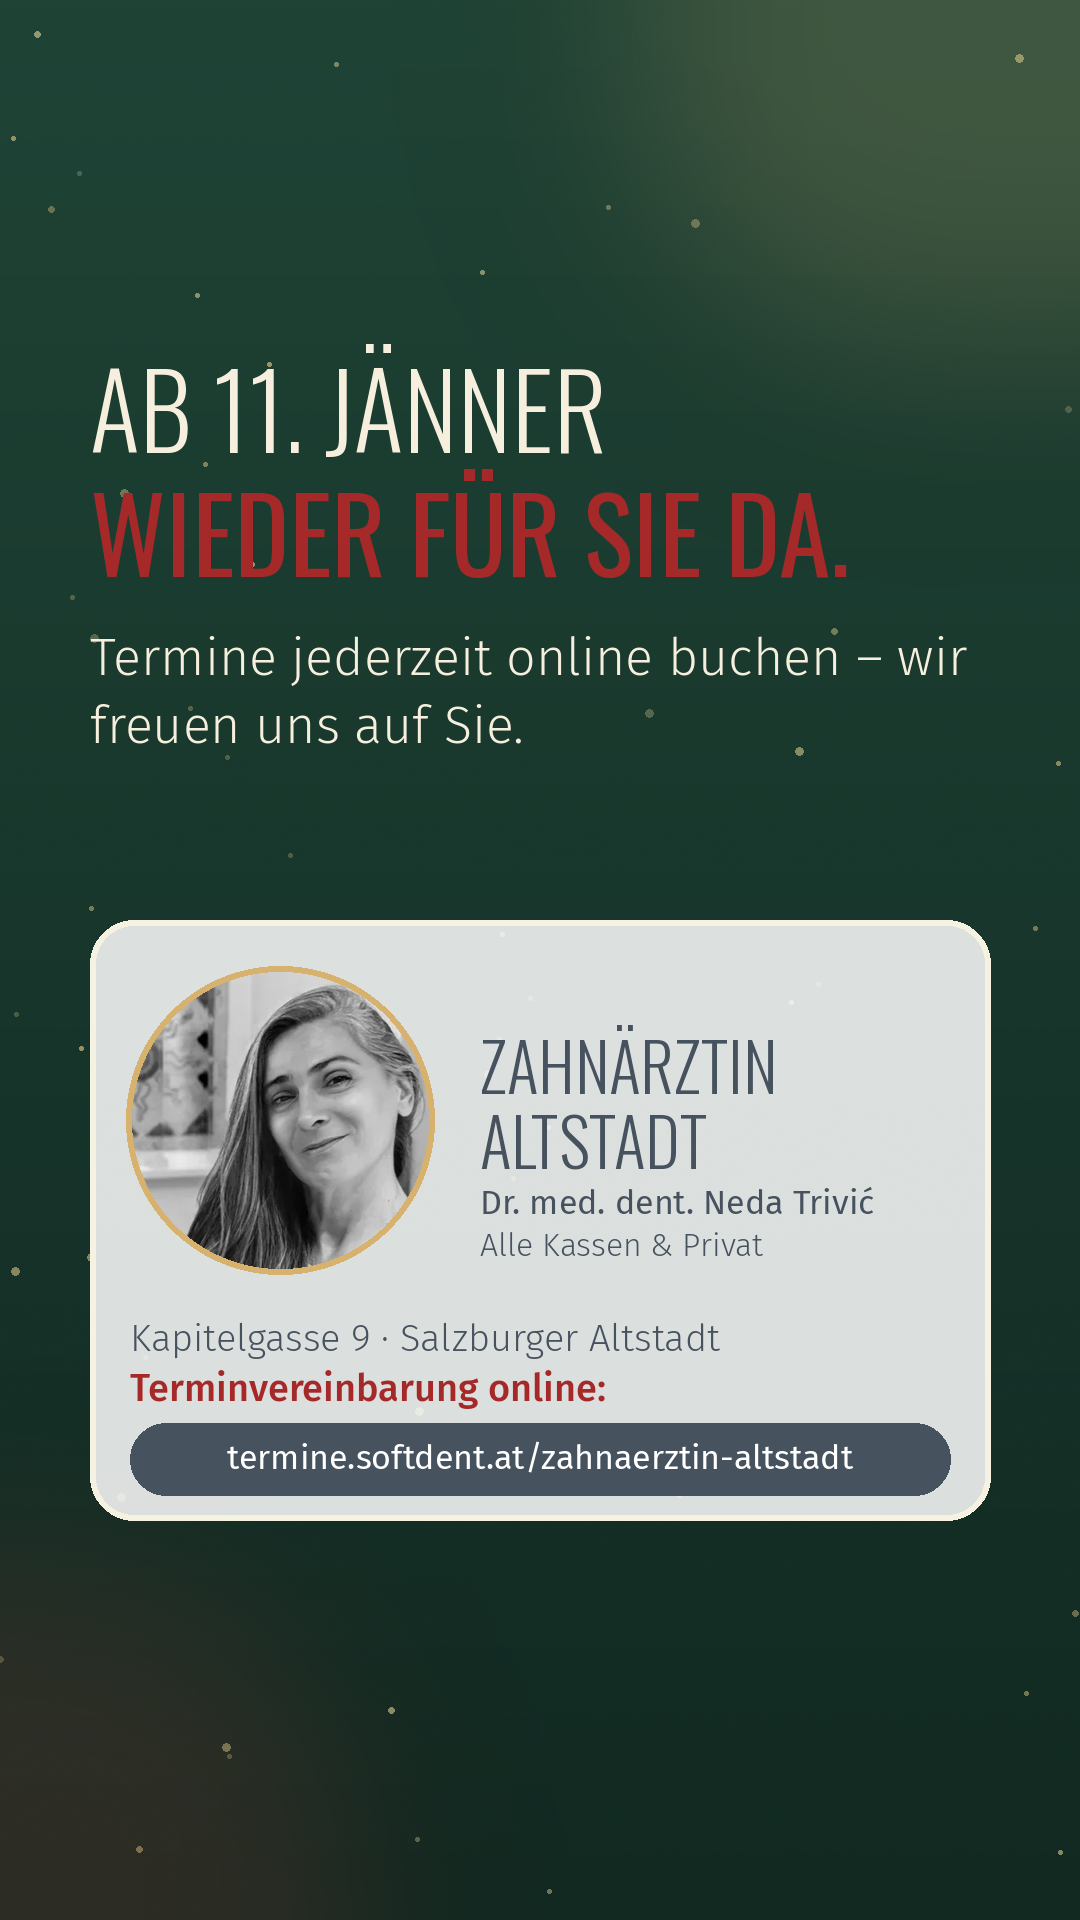 AB 11. JÄNNER
WIEDER FÜR SIE DA.
Termine jederzeit online buchen – wir
freuen uns auf Sie.
ZAHNÄRZTIN
ALTSTADT
Dr. med. dent. Neda Trivić
Alle Kassen & Privat
Kapitelgasse 9 · Salzburger Altstadt
Terminvereinbarung online:
termine.softdent.at/zahnaerztin-altstadt